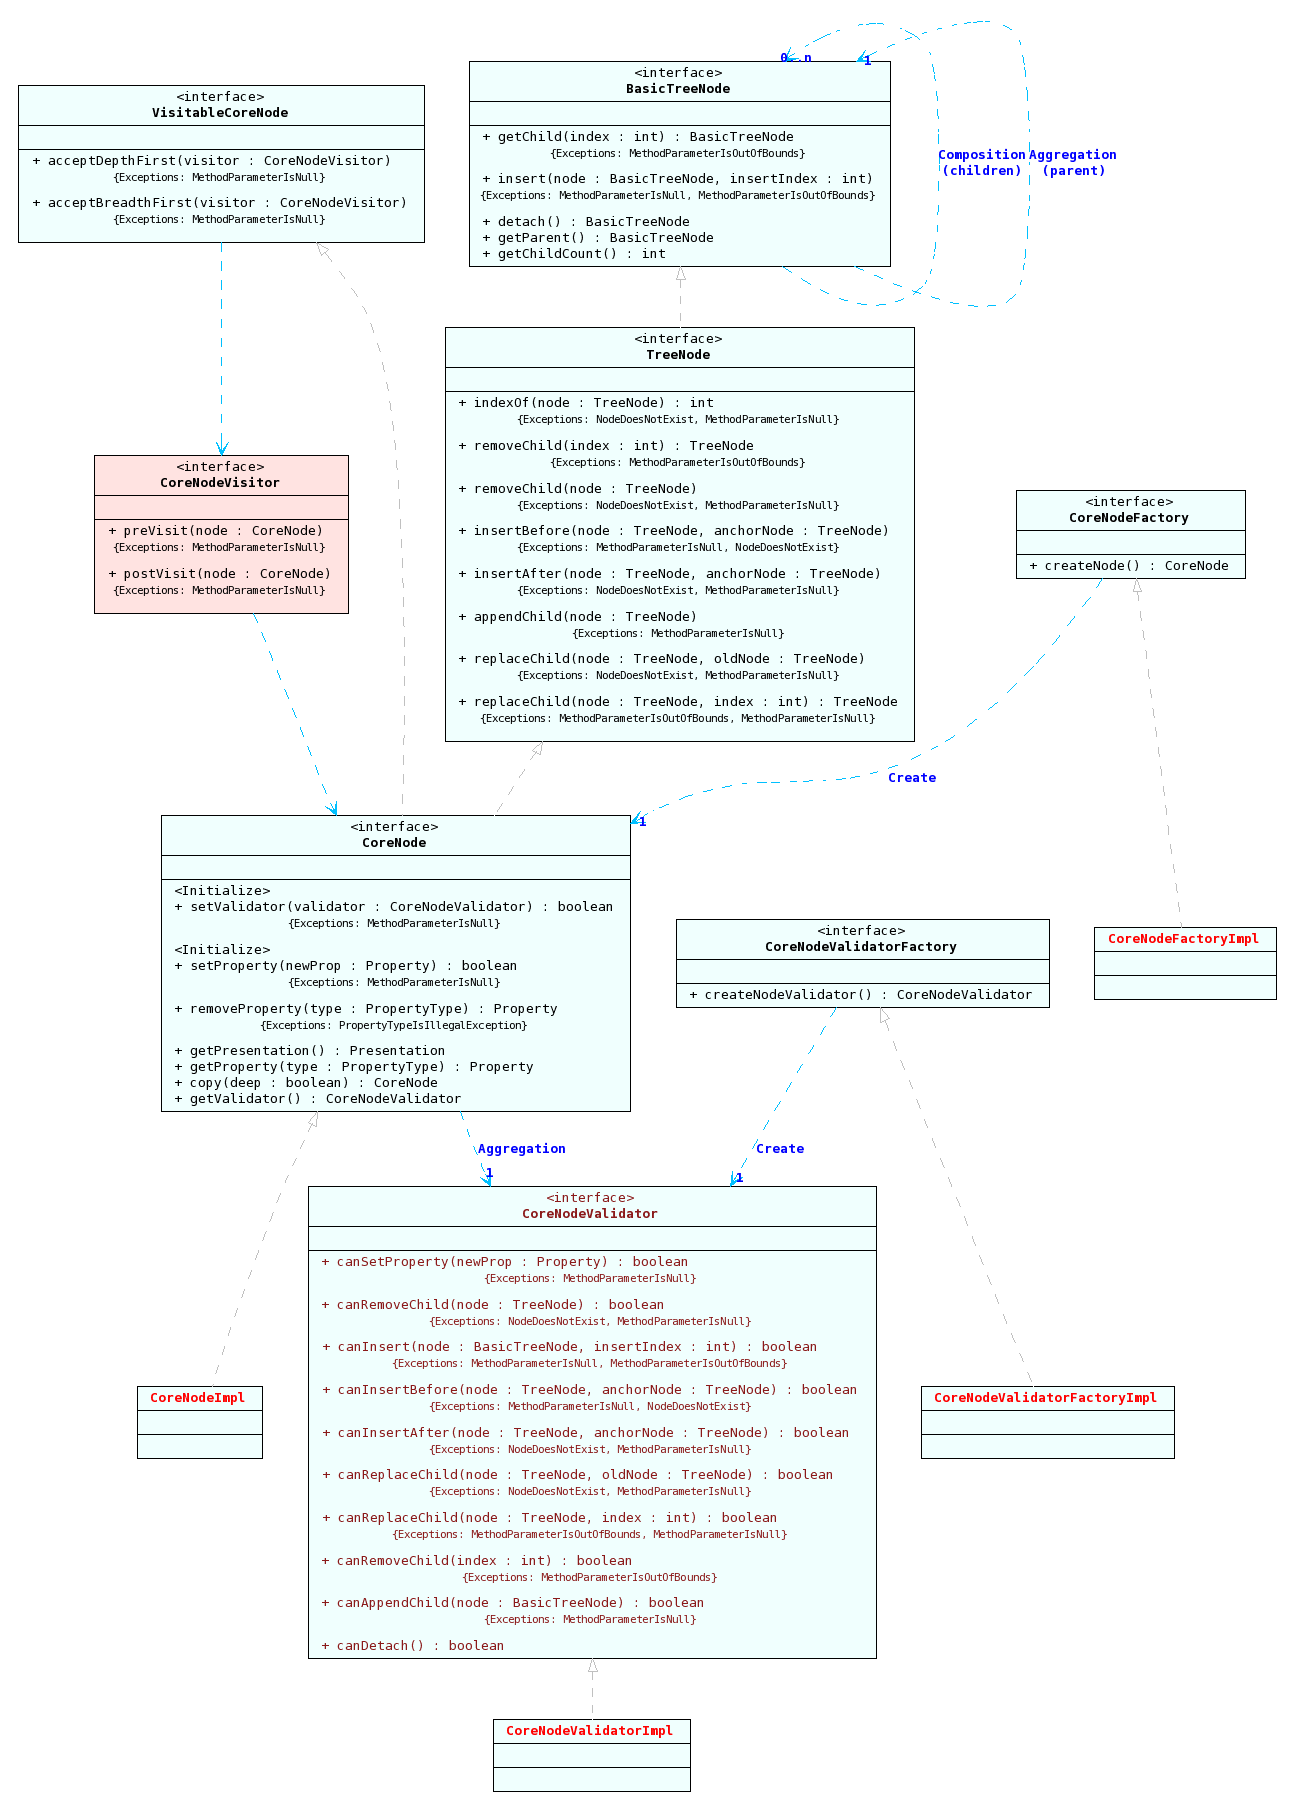 0..n
1
<interface>
BasicTreeNode
+ getChild(index : int) : BasicTreeNode
{Exceptions: MethodParameterIsOutOfBounds}
+ insert(node : BasicTreeNode, insertIndex : int)
{Exceptions: MethodParameterIsNull, MethodParameterIsOutOfBounds}
+ detach() : BasicTreeNode
+ getParent() : BasicTreeNode
+ getChildCount() : int
Composition
(children)
Aggregation
(parent)
<interface>
VisitableCoreNode
+ acceptDepthFirst(visitor : CoreNodeVisitor)
{Exceptions: MethodParameterIsNull}
+ acceptBreadthFirst(visitor : CoreNodeVisitor)
{Exceptions: MethodParameterIsNull}
<interface>
TreeNode
+ indexOf(node : TreeNode) : int
{Exceptions: NodeDoesNotExist, MethodParameterIsNull}
+ removeChild(index : int) : TreeNode
{Exceptions: MethodParameterIsOutOfBounds}
+ removeChild(node : TreeNode)
{Exceptions: NodeDoesNotExist, MethodParameterIsNull}
+ insertBefore(node : TreeNode, anchorNode : TreeNode)
{Exceptions: MethodParameterIsNull, NodeDoesNotExist}
+ insertAfter(node : TreeNode, anchorNode : TreeNode)
{Exceptions: NodeDoesNotExist, MethodParameterIsNull}
+ appendChild(node : TreeNode)
{Exceptions: MethodParameterIsNull}
+ replaceChild(node : TreeNode, oldNode : TreeNode)
{Exceptions: NodeDoesNotExist, MethodParameterIsNull}
+ replaceChild(node : TreeNode, index : int) : TreeNode
{Exceptions: MethodParameterIsOutOfBounds, MethodParameterIsNull}
<interface>
CoreNodeVisitor
+ preVisit(node : CoreNode)
{Exceptions: MethodParameterIsNull}
+ postVisit(node : CoreNode)
{Exceptions: MethodParameterIsNull}
<interface>
CoreNodeFactory
+ createNode() : CoreNode
Create
1
<interface>
CoreNode
<Initialize>
+ setValidator(validator : CoreNodeValidator) : boolean
{Exceptions: MethodParameterIsNull}
<Initialize>
+ setProperty(newProp : Property) : boolean
{Exceptions: MethodParameterIsNull}
+ removeProperty(type : PropertyType) : Property
{Exceptions: PropertyTypeIsIllegalException}
+ getPresentation() : Presentation
+ getProperty(type : PropertyType) : Property
+ copy(deep : boolean) : CoreNode
+ getValidator() : CoreNodeValidator
<interface>
CoreNodeValidatorFactory
+ createNodeValidator() : CoreNodeValidator
CoreNodeFactoryImpl
Aggregation
1
Create
1
<interface>
CoreNodeValidator
+ canSetProperty(newProp : Property) : boolean
{Exceptions: MethodParameterIsNull}
+ canRemoveChild(node : TreeNode) : boolean
{Exceptions: NodeDoesNotExist, MethodParameterIsNull}
+ canInsert(node : BasicTreeNode, insertIndex : int) : boolean
{Exceptions: MethodParameterIsNull, MethodParameterIsOutOfBounds}
+ canInsertBefore(node : TreeNode, anchorNode : TreeNode) : boolean
{Exceptions: MethodParameterIsNull, NodeDoesNotExist}
+ canInsertAfter(node : TreeNode, anchorNode : TreeNode) : boolean
{Exceptions: NodeDoesNotExist, MethodParameterIsNull}
+ canReplaceChild(node : TreeNode, oldNode : TreeNode) : boolean
{Exceptions: NodeDoesNotExist, MethodParameterIsNull}
+ canReplaceChild(node : TreeNode, index : int) : boolean
{Exceptions: MethodParameterIsOutOfBounds, MethodParameterIsNull}
+ canRemoveChild(index : int) : boolean
{Exceptions: MethodParameterIsOutOfBounds}
+ canAppendChild(node : BasicTreeNode) : boolean
{Exceptions: MethodParameterIsNull}
+ canDetach() : boolean
CoreNodeImpl
CoreNodeValidatorFactoryImpl
CoreNodeValidatorImpl